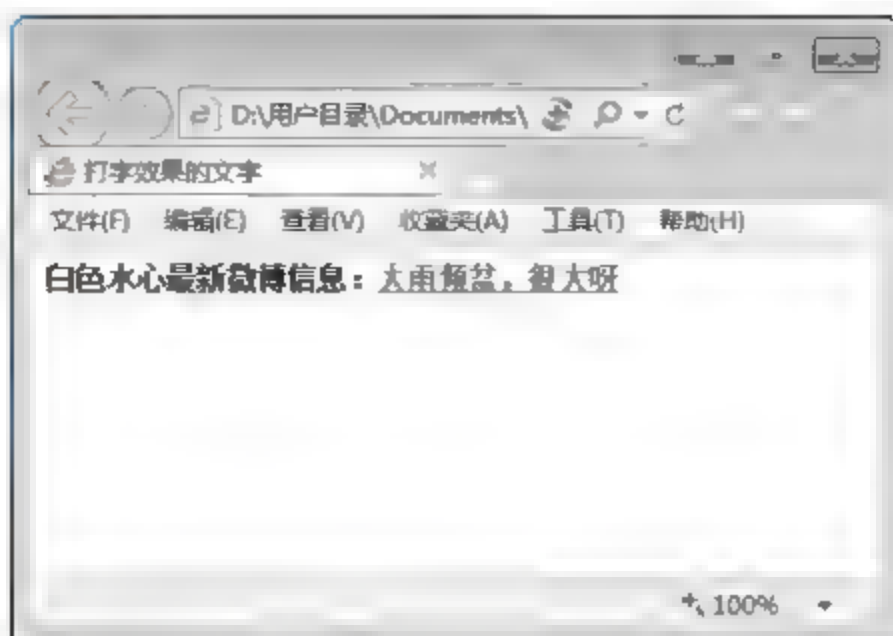 D:\用户目录\Documents\
打字效果的文字
文件(F) 编辑(E) 查看(V) 收藏夹(A) 工具(T) 帮助(H)
白色水心最新微博信息：大雨倾盆，很大呀
100%